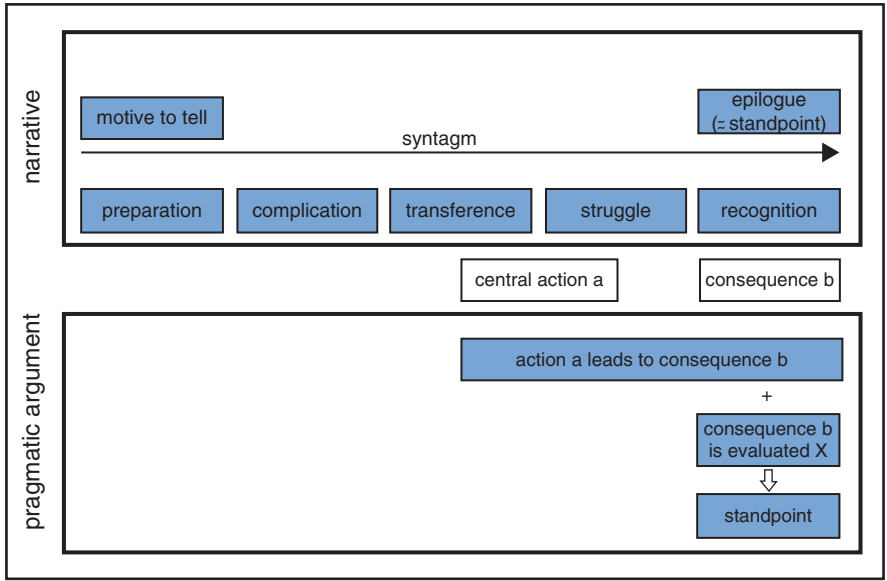 narrative
motive to tell
epilogue
(≈ standpoint)
syntagm
preparation
complication
transference
struggle
recognition
central action a
consequence b
pragmatic argument
action a leads to consequence b
+
consequence b
is evaluated X
standpoint